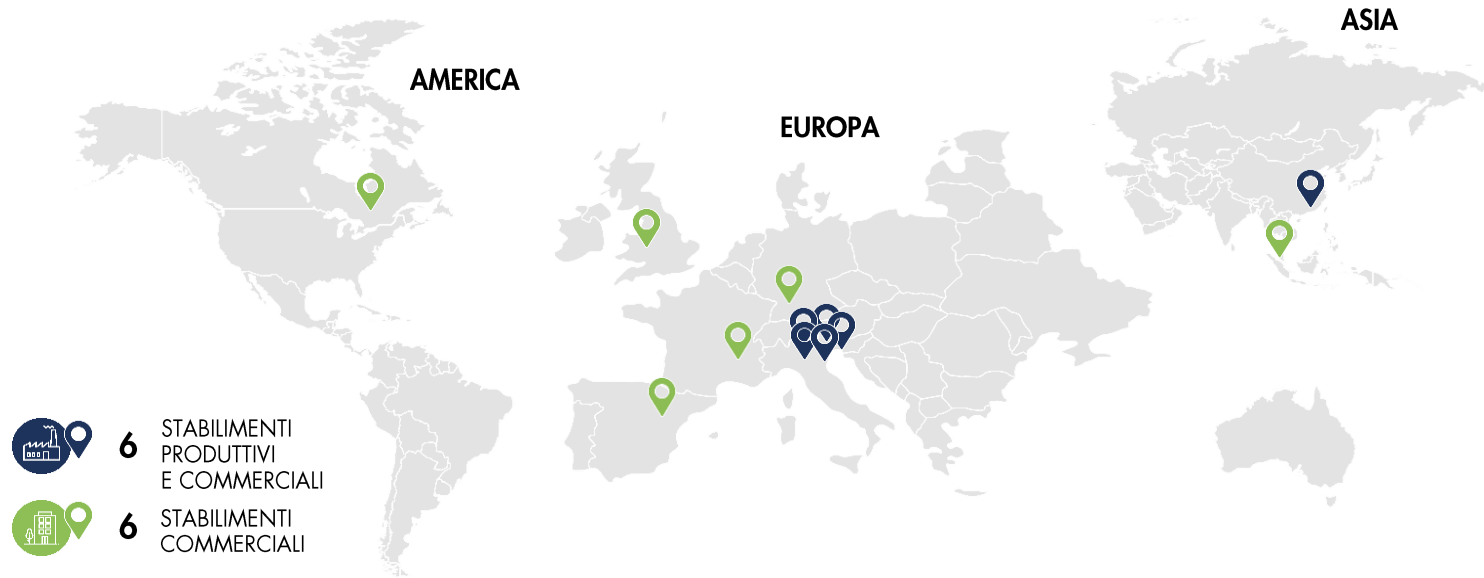 ASIA
AMERICA
EUROPA
6
STABILIMENTI
PRODUTTIVI
E COMMERCIALI
6
STABILIMENTI
COMMERCIALI